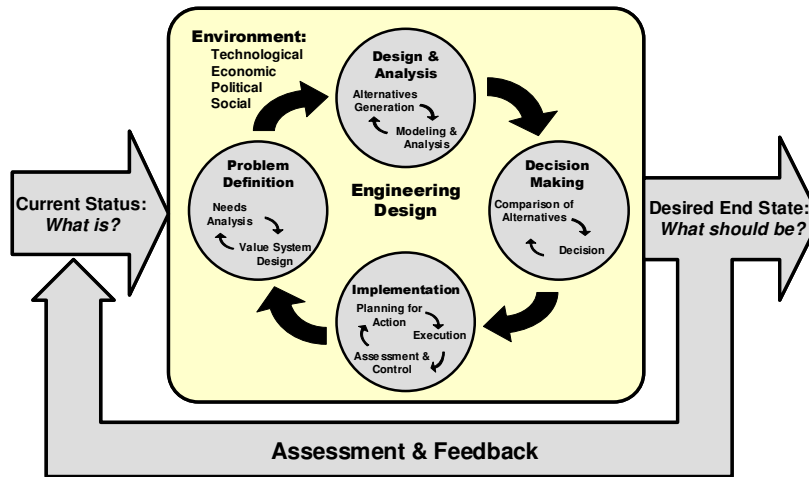 Environment:
Technological
Economic
Political
Social
Design &
Analysis
Alternatives
Generation
Modeling &
Analysis
Problem
Definition
Needs
Analysis
Value System
Design
Engineering
Design
Decision
Making
Comparison of
Alternatives
Decision
Implementation
Planning for
Action
Execution
Assessment &
Control
Current Status:
What is?
Desired End State:
What should be?
Assessment & Feedback